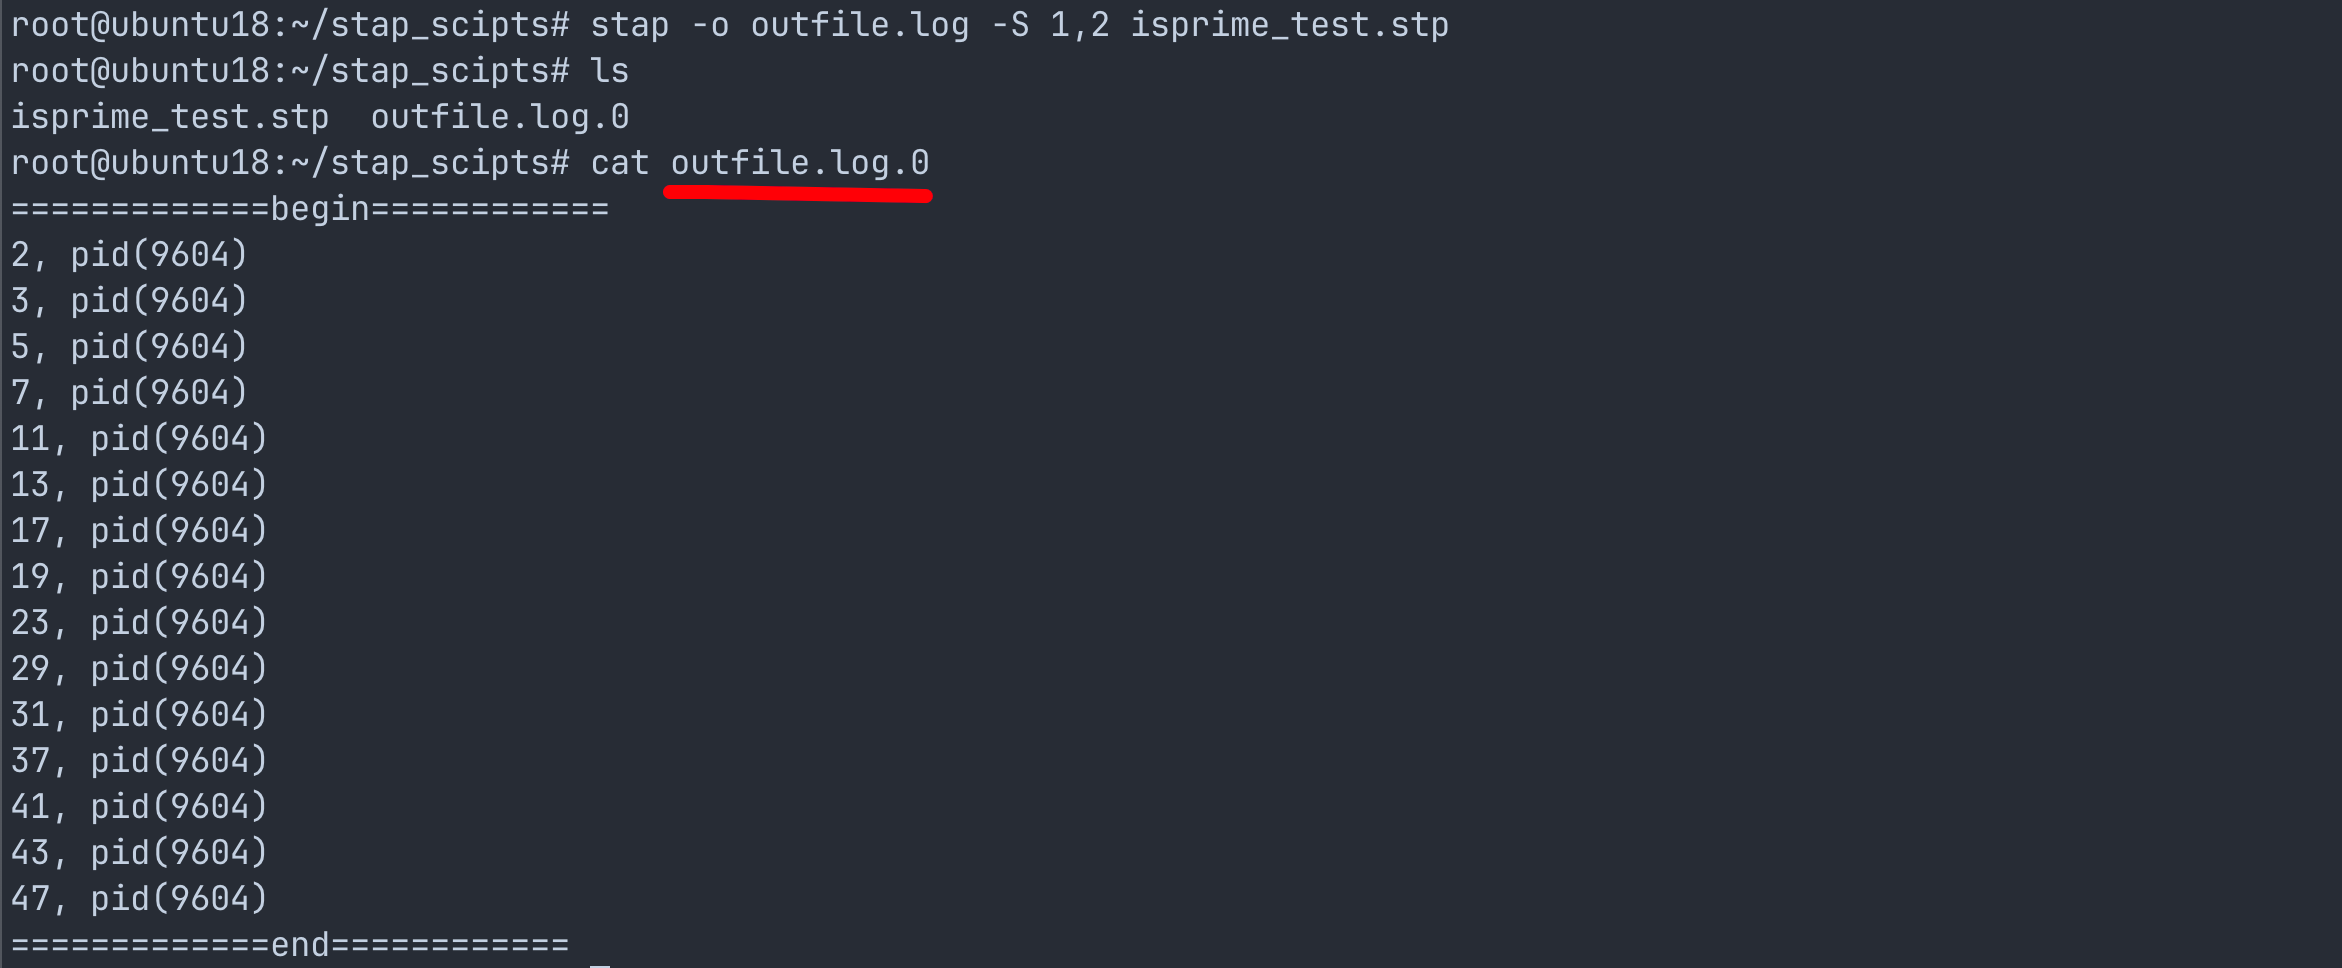 root@ubuntu18:~/stap_scipts# stap -o outfile.log -S 1,2 isprime_test.stp
root@ubuntu18:~/stap_scipts# ls
isprime_test.stp  outfile.log.0
root@ubuntu18:~/stap_scipts# cat outfile.log.0
=============begin============
2, pid(9604)
3, pid(9604)
5, pid(9604)
7, pid(9604)
11, pid(9604)
13, pid(9604)
17, pid(9604)
19, pid(9604)
23, pid(9604)
29, pid(9604)
31, pid(9604)
37, pid(9604)
41, pid(9604)
43, pid(9604)
47, pid(9604)
=============end============